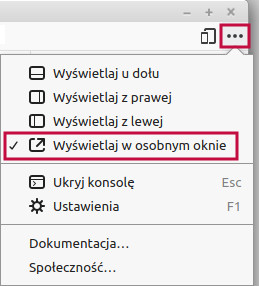 Wyświetlaj u dołu
Wyświetlaj z prawej
Wyświetlaj z lewej
✓ Wyświetlaj w osobnym oknie
Ukryj konsolę Esc
Ustawienia F1
Dokumentacja…
Społeczność…